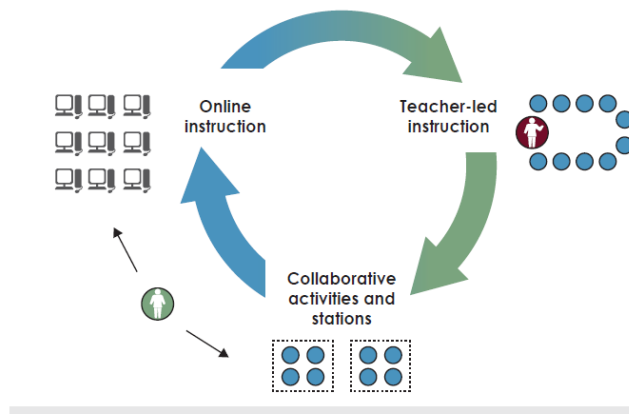 Online
instruction
Teacher-led
instruction
Collaborative
activities and
stations